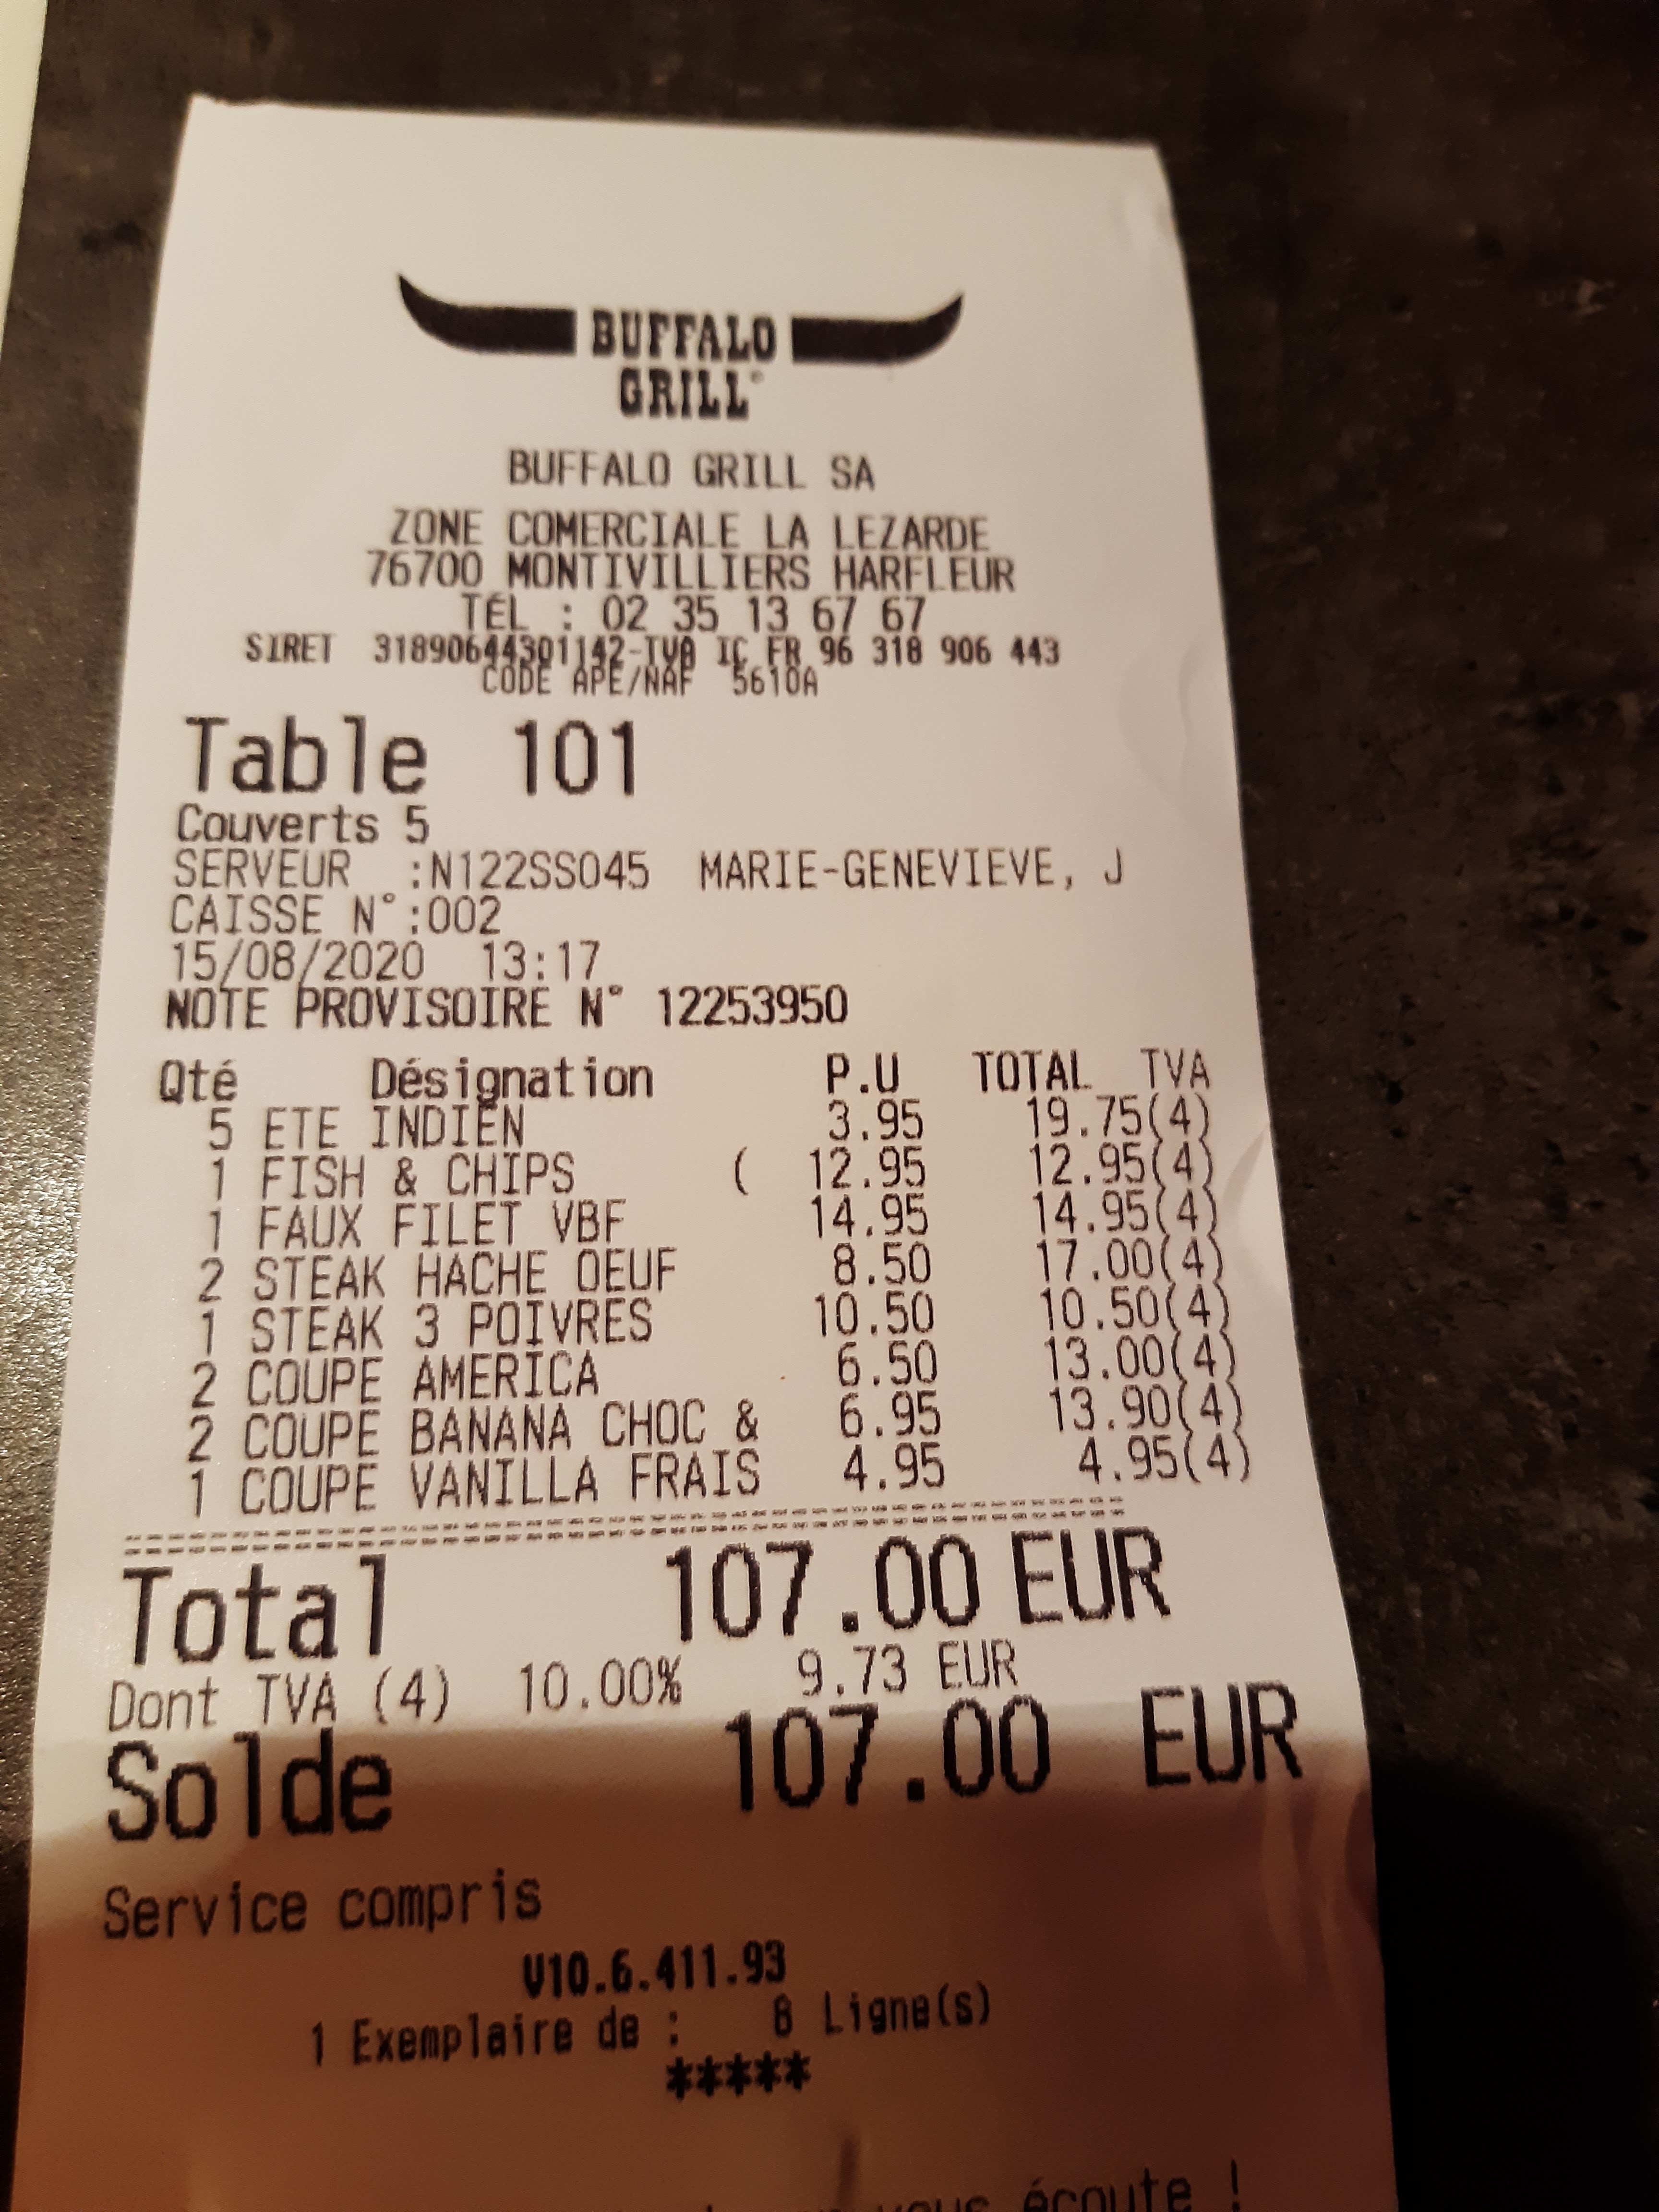 BUFFALO
GRILL
BUFFALO GRILL SA
ZONE COMERCIALE LA LEZARDE
76700 MONTIVILLIERS HARFLEUR
TEL : 02 35 13 67 67
SIRET 31890644301142-TVA IC FR 96 318 906 443
CODE APE/NAF 5610A
Table 101
Couverts 5
SERVEUR :N122SS045 MARIE-GENEVIEVE, J
CAISSE N°:002
15/08/2020 13:17
NOTE PROVISOIRE N° 12253950
Qté Désignation P.U TOTAL TVA
5 ETE INDIEN 3.95 19.75(4)
1 FISH & CHIPS ( 12.95 12.95(4)
1 FAUX FILET VBF 14.95 14.95(4)
2 STEAK HACHE OEUF 8.50 17.00(4)
1 STEAK 3 POIVRES 10.50 10.50(4)
2 COUPE AMERICA 6.50 13.00(4)
2 COUPE BANANA CHOC & 6.95 13.90(4)
1 COUPE VANILLA FRAIS 4.95 4.95(4)
Total 107.00 EUR
Dont TVA (4) 10.00% 9.73 EUR
Solde 107.00 EUR
Service compris
V10.6.411.93
1 Exemplaire de : 8 Ligne(s)
*****
vous écoute !